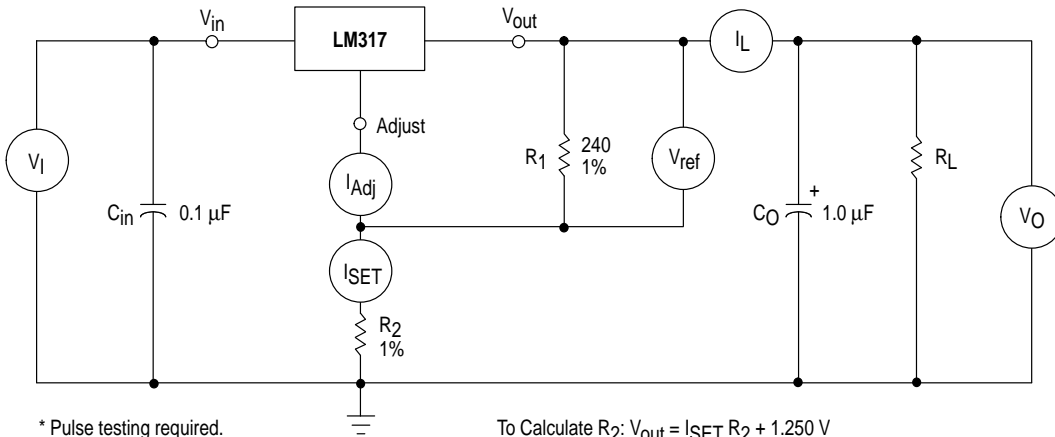 Vin
LM317
Vout
IL
Adjust
VI
IAdj
R1
240
1%
Vref
RL
Cin
0.1 μF
+
CO
1.0 μF
VO
ISET
R2
1%
* Pulse testing required.
To Calculate R2: Vout = ISET R2 + 1.250 V